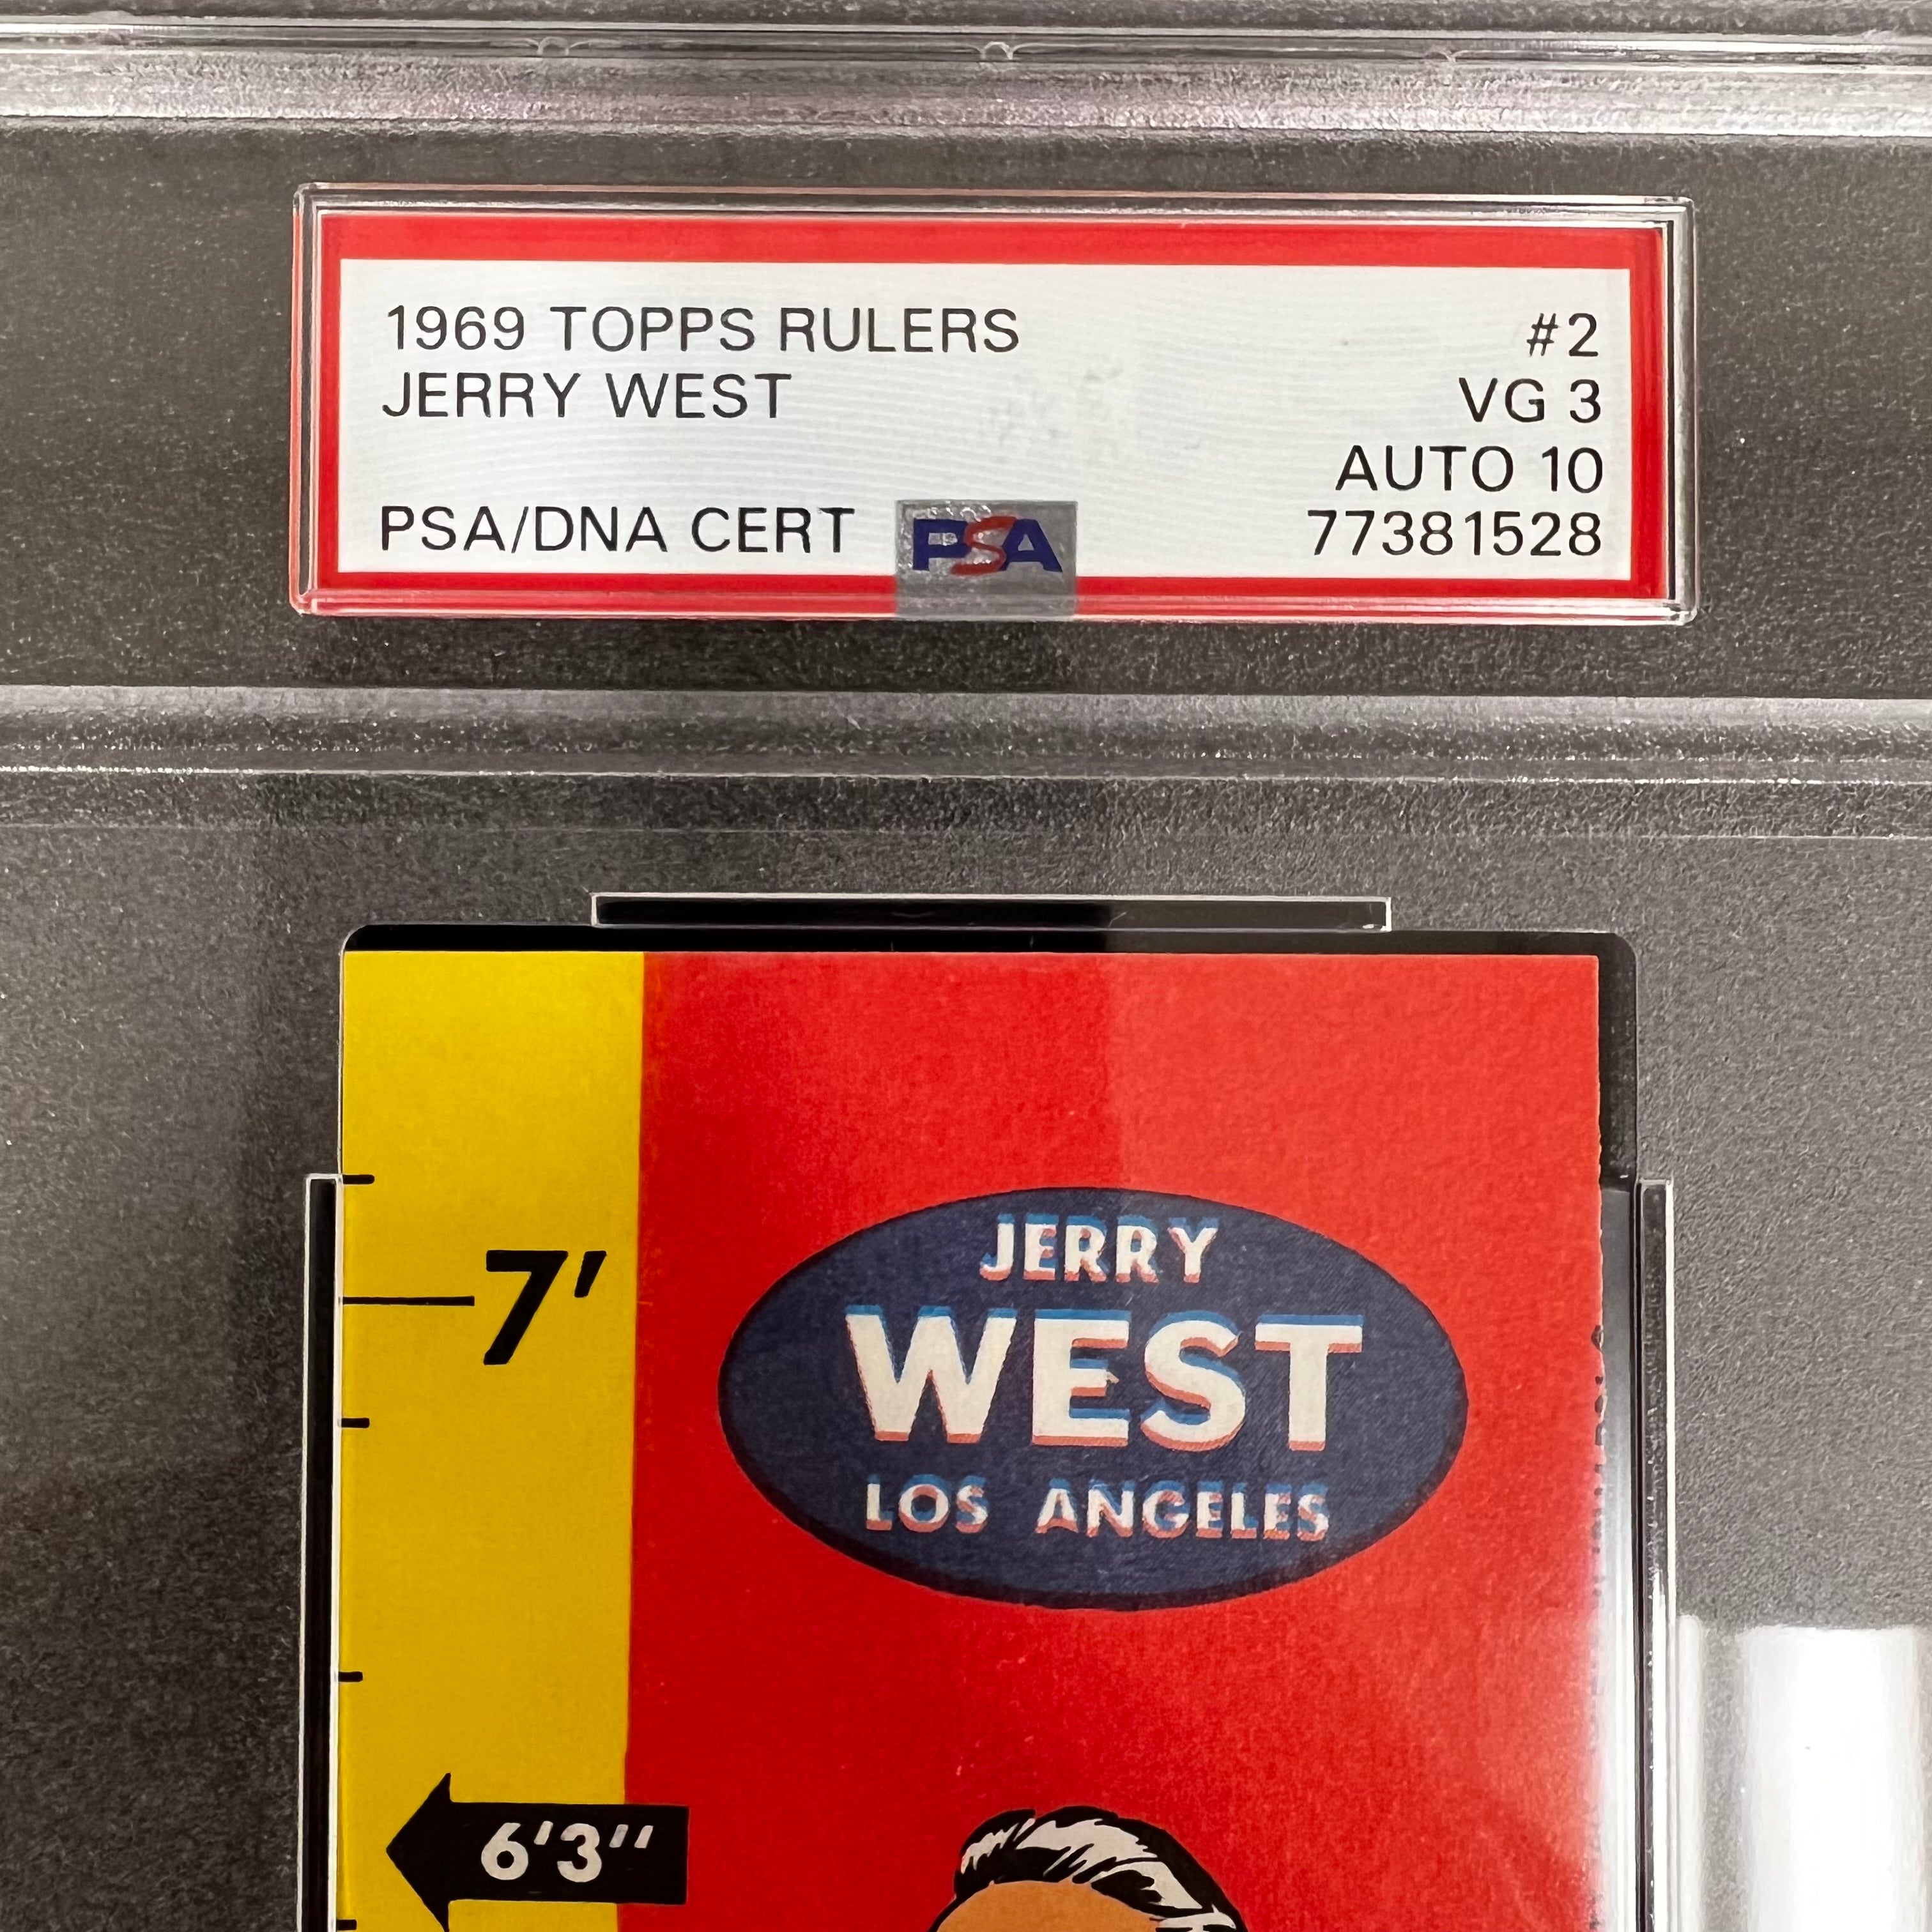 1969 TOPPS RULERS #2
JERRY WEST VG 3
AUTO 10
PSA/DNA CERT PSA 77381528
7'
JERRY
WEST
LOS ANGELES
6'3"